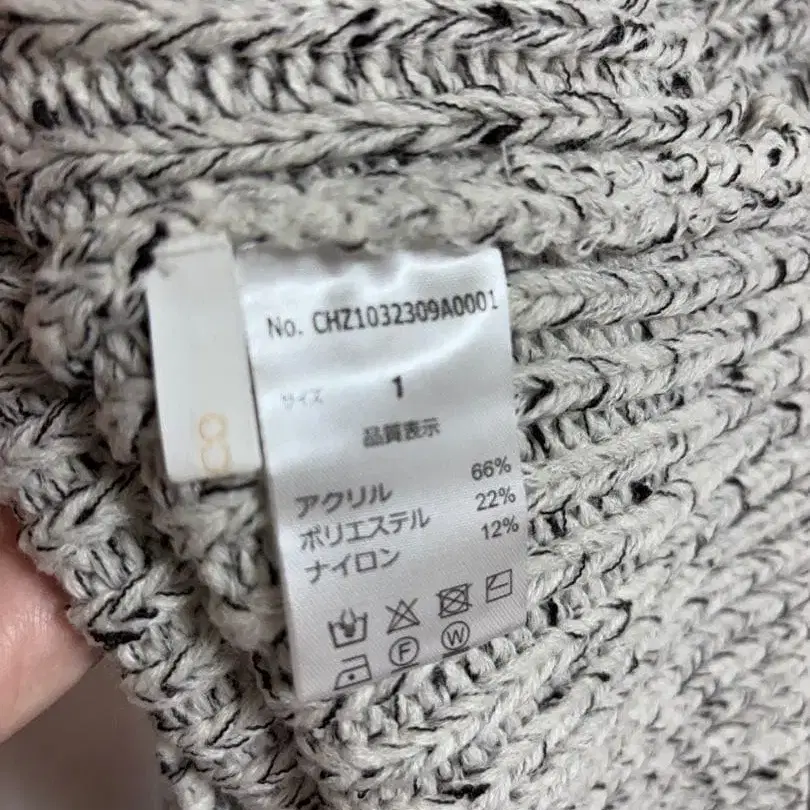 No. CHZ1032309A0001
サイズ 1
品質表示
アクリル 66%
ポリエステル 22%
ナイロン 12%
F W